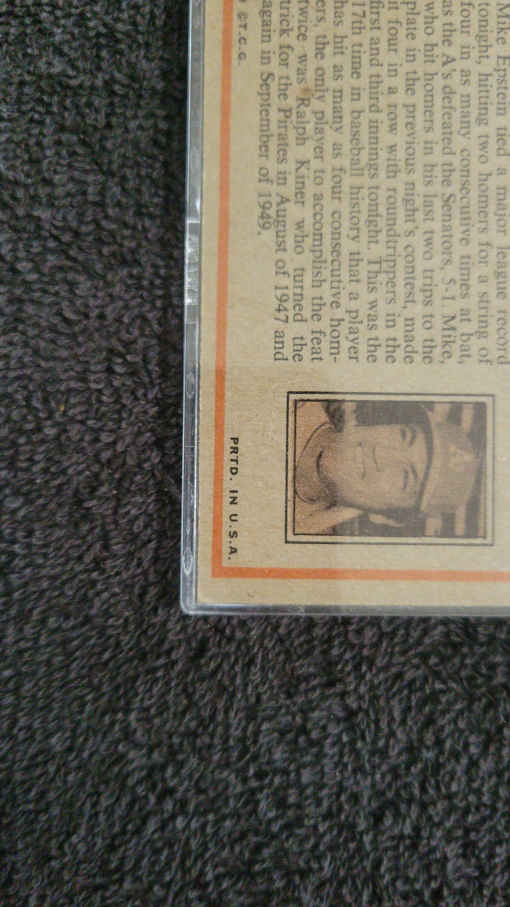 Mike Epstein tied a major league record
tonight, hitting two homers for a string of
four in as many consecutive times at bat,
as the A's defeated the Senators, 5-1. Mike,
who hit homers in his last two trips to the
plate in the previous night's contest, made
it four in a row with roundtrippers in the
first and third innings tonight. This was the
17th time in baseball history that a player
has hit as many as four consecutive hom-
ers, the only player to accomplish the feat
twice was Ralph Kiner who turned the
trick for the Pirates in August of 1947 and
again in September of 1949.
© T.C.G.
PRTD. IN U.S.A.
A